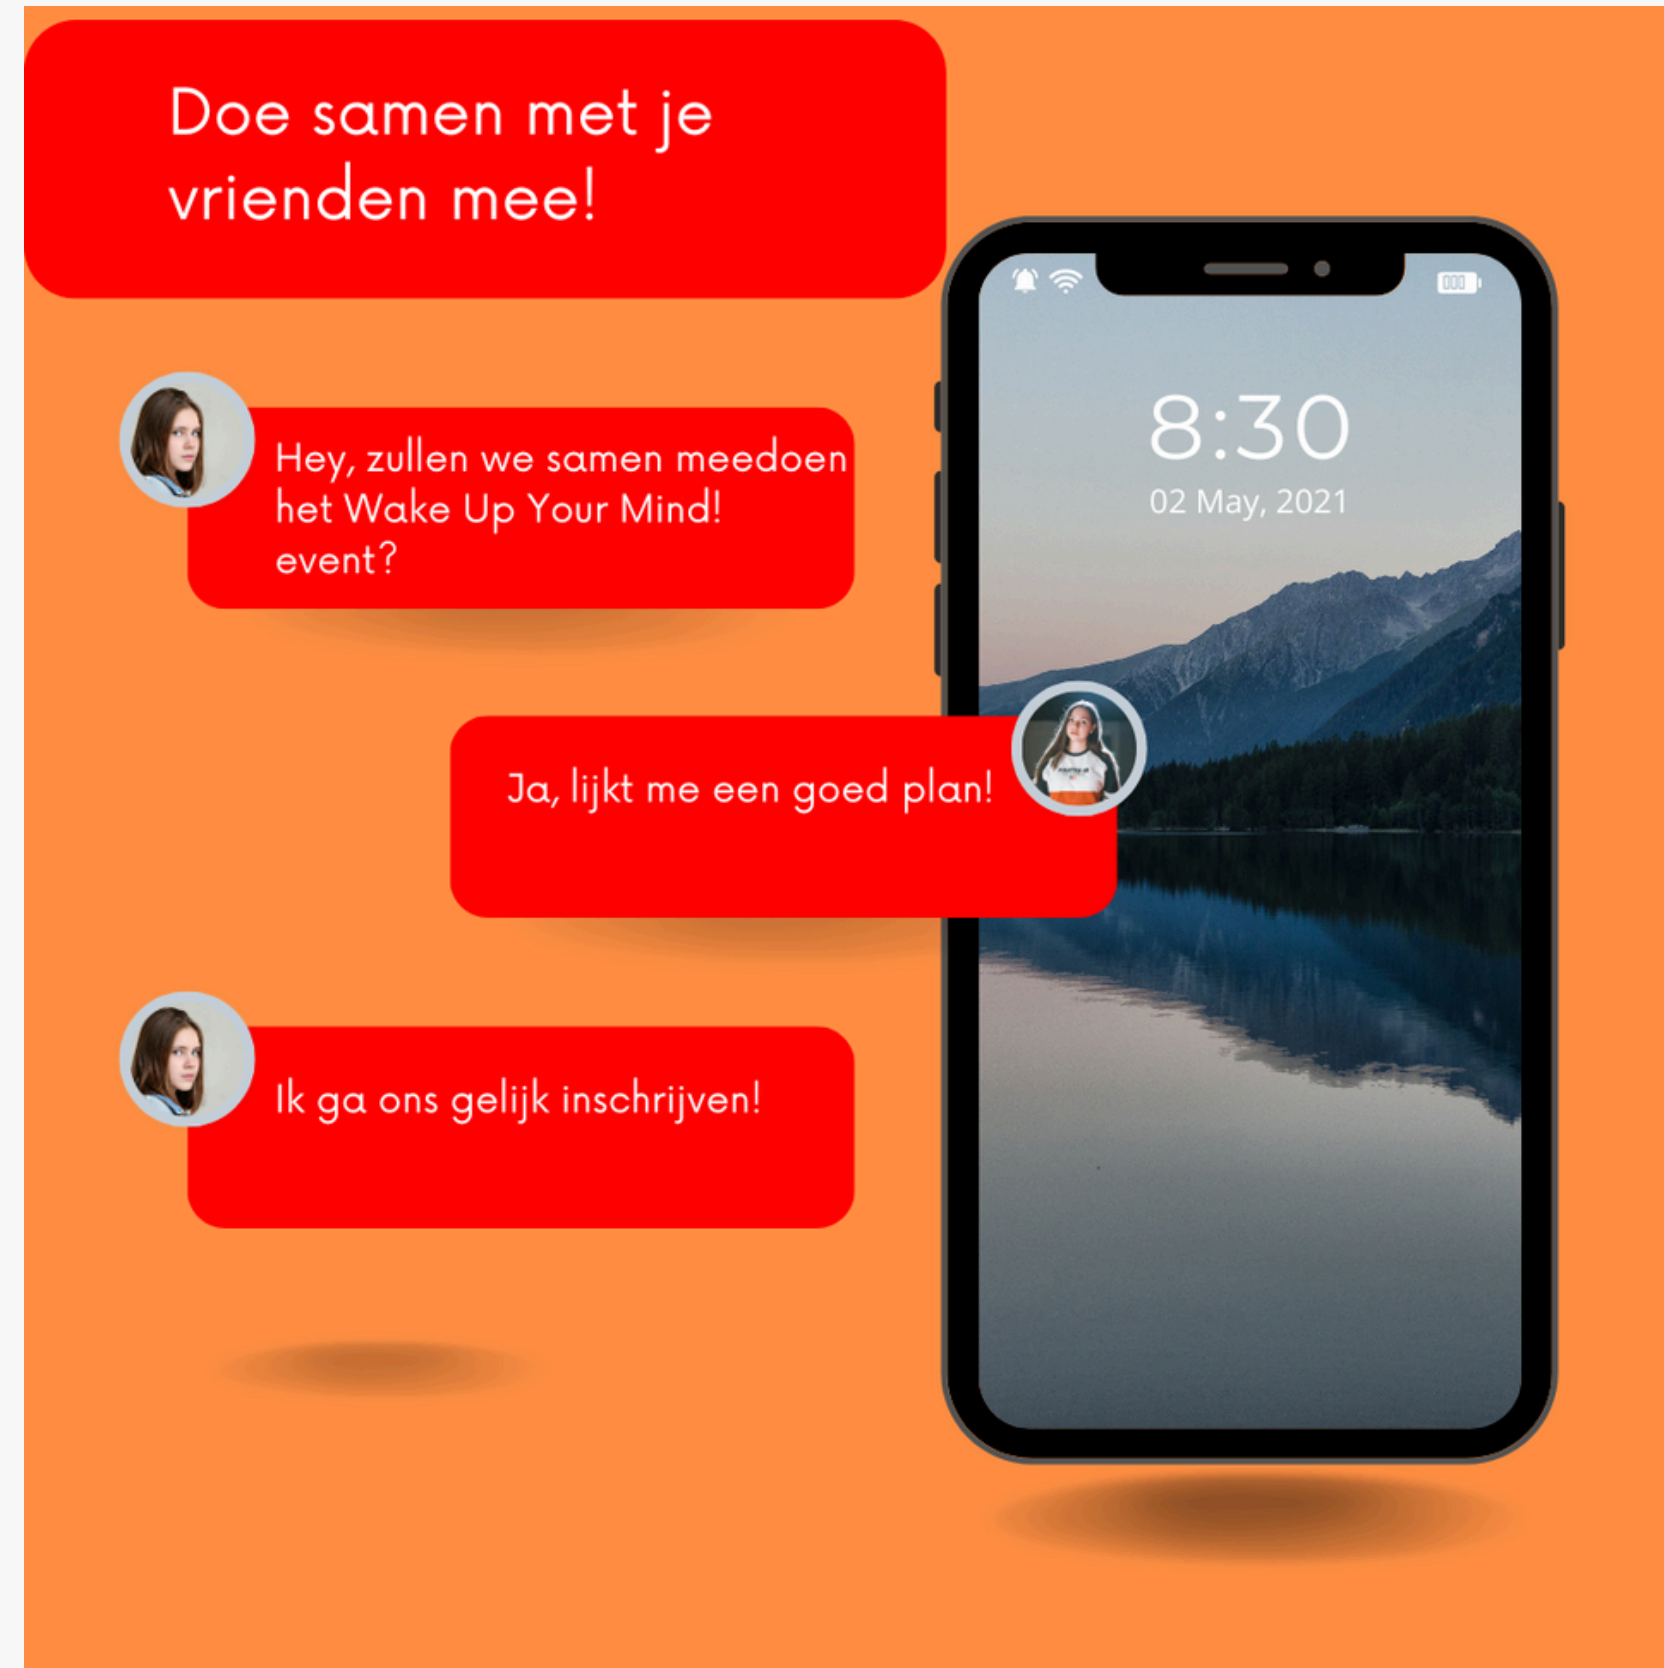 Doe samen met je
vrienden mee!
8:30
02 May, 2021
Hey, zullen we samen meedoen
het Wake Up Your Mind!
event?
Ja, lijkt me een goed plan!
Ik ga ons gelijk inschrijven!